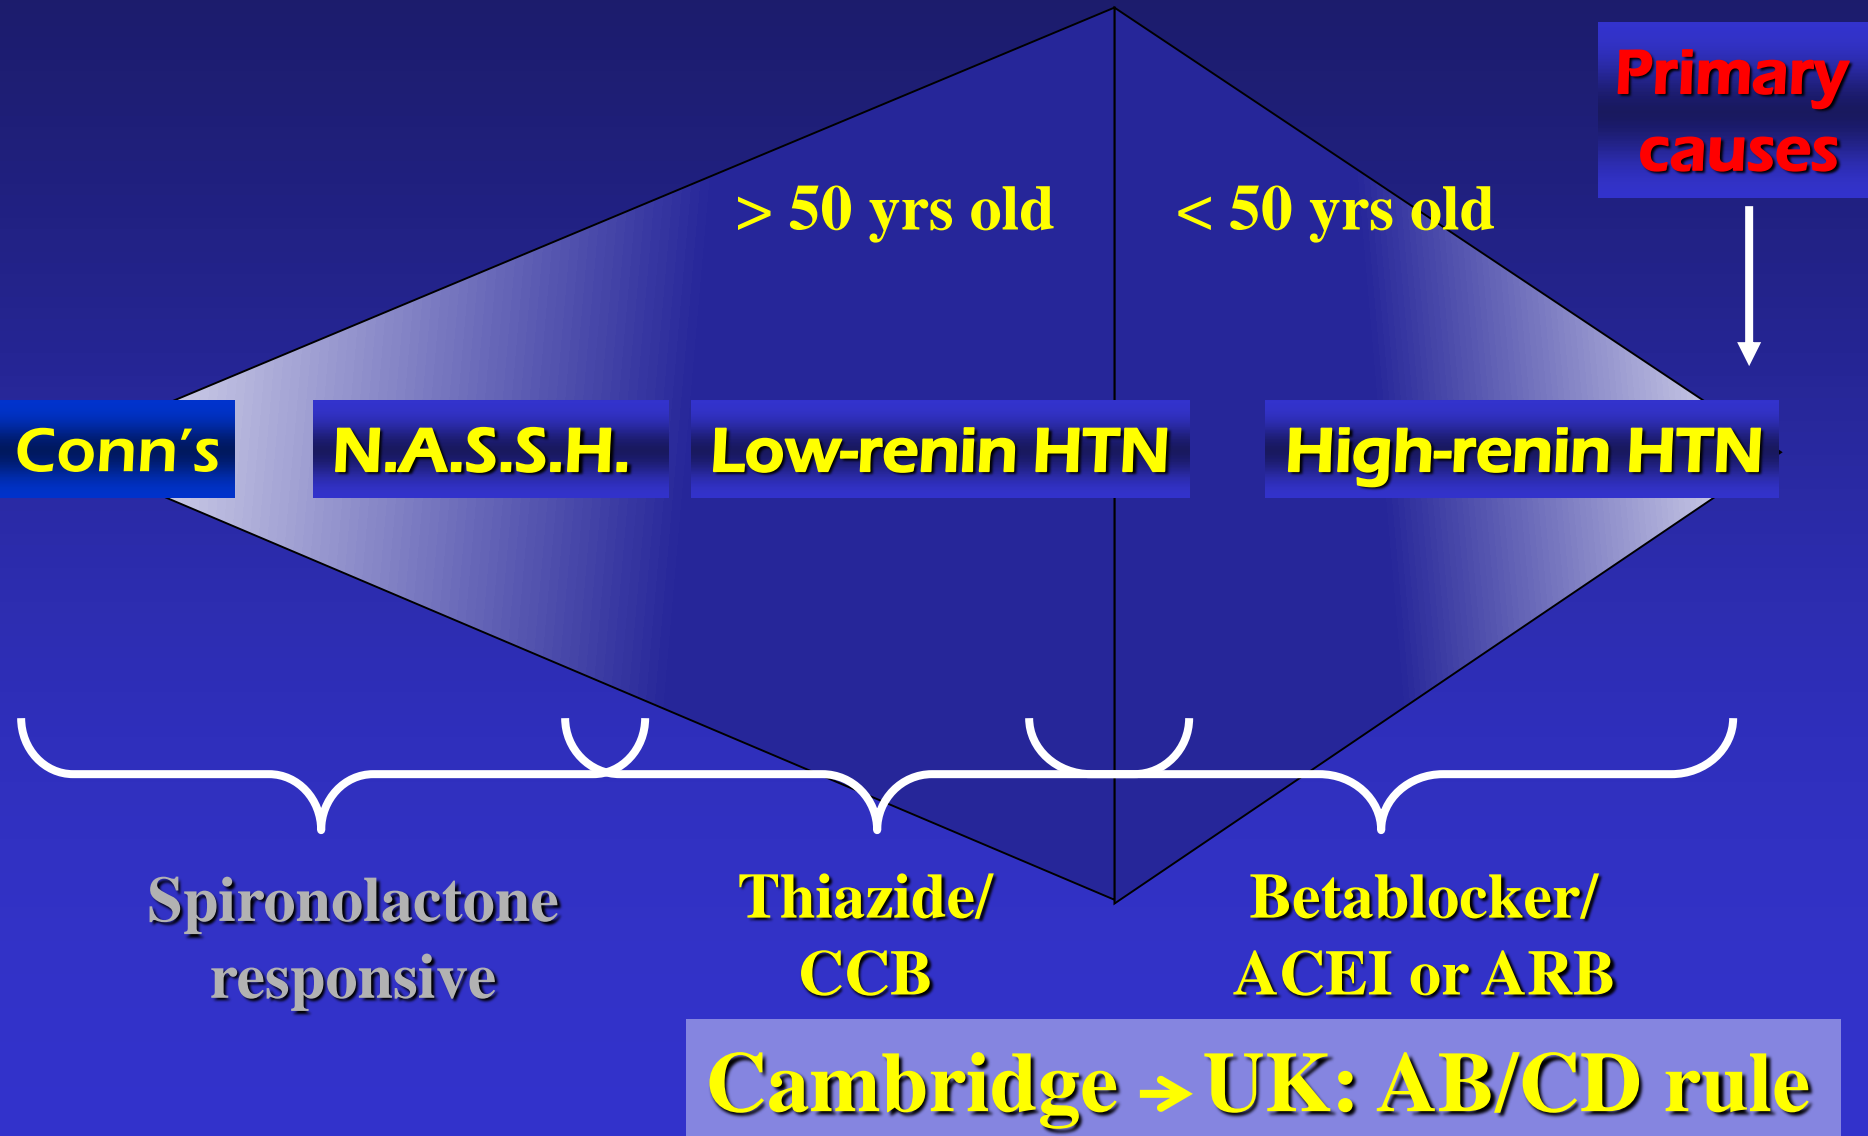 Primary
causes
> 50 yrs old
< 50 yrs old
Conn's
N.A.S.S.H.
Low-renin HTN
High-renin HTN
Spironolactone
responsive
Thiazide/
CCB
Betablocker/
ACEI or ARB
Cambridge → UK: AB/CD rule